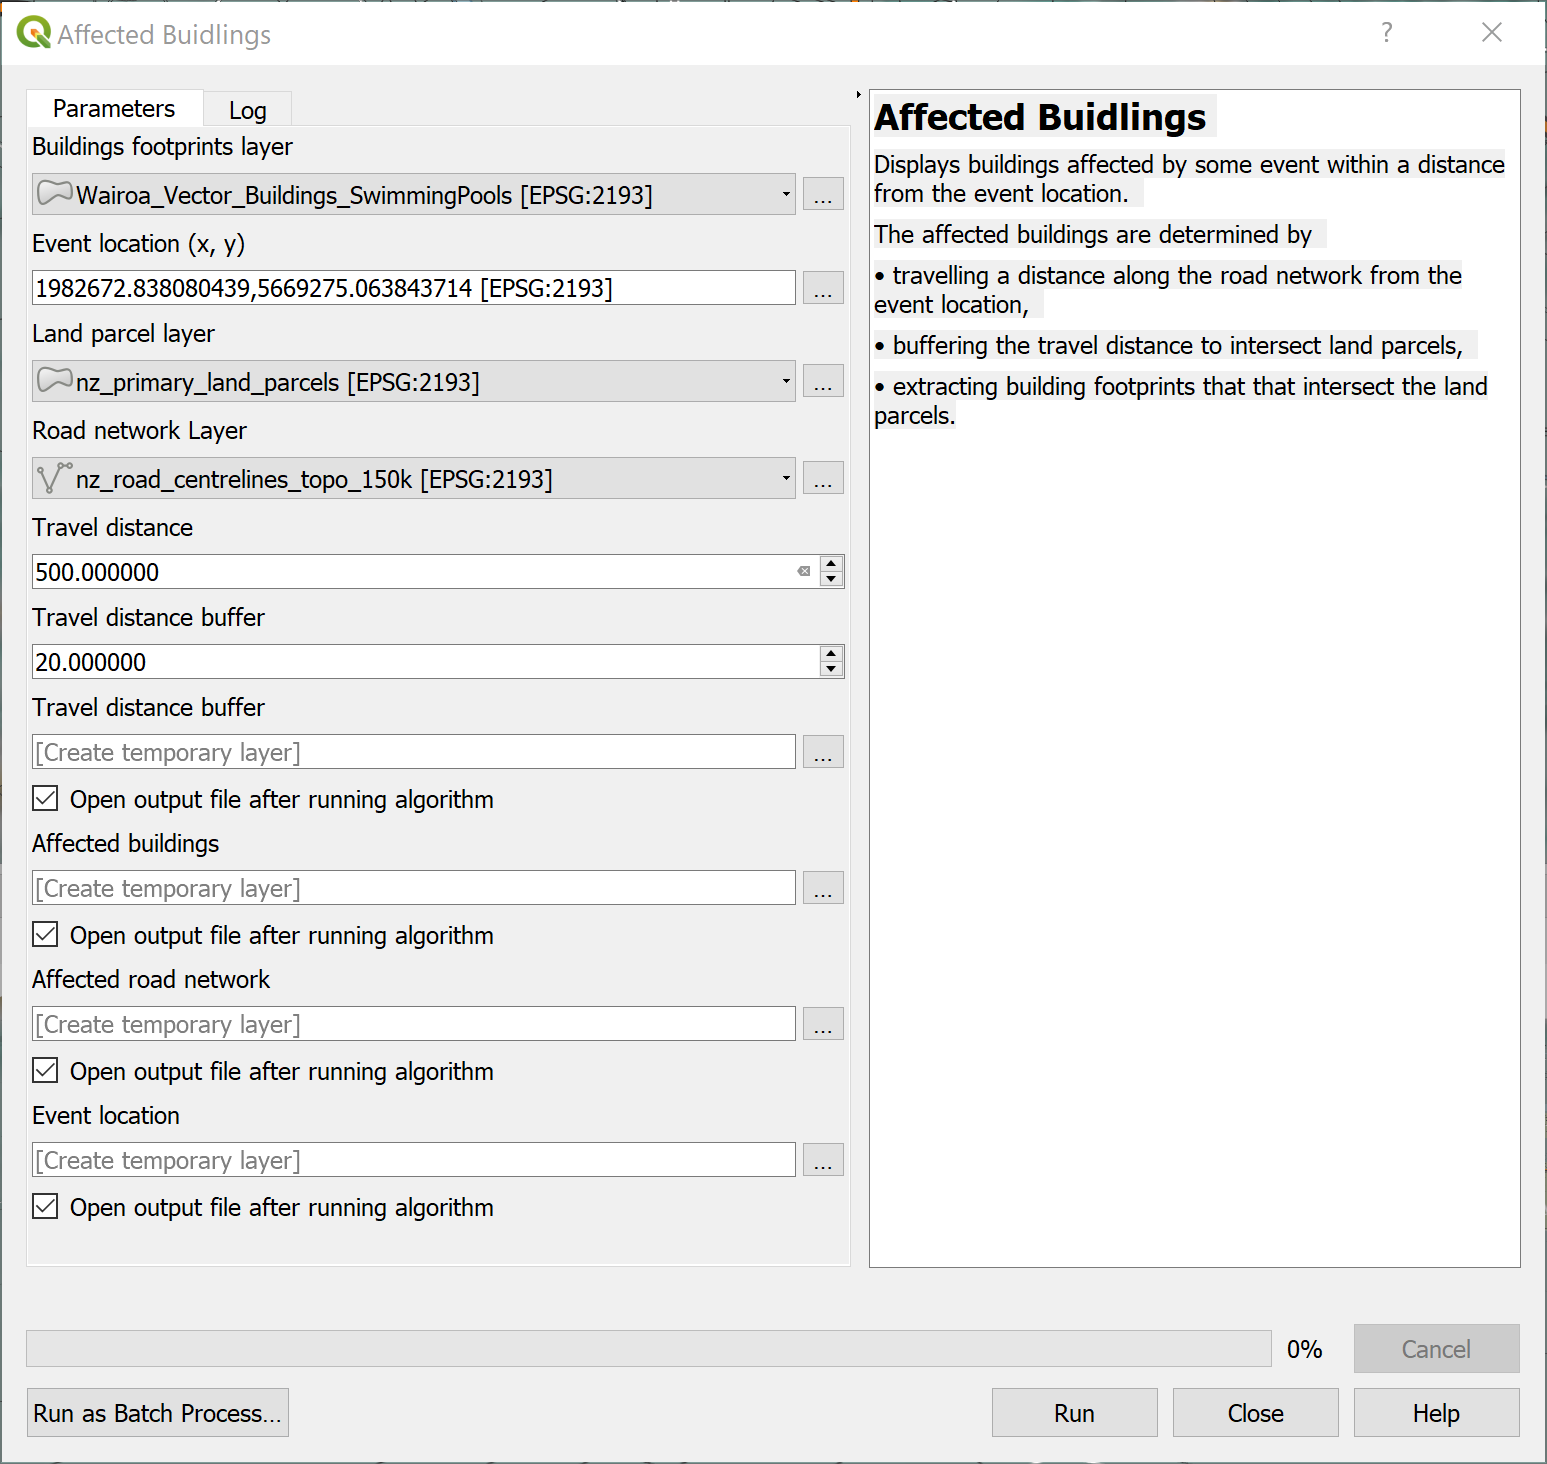 Affected Buidlings
?
Parameters
Log
Buildings footprints layer
Wairoa_Vector_Buildings_SwimmingPools [EPSG:2193]
...
Event location (x, y)
1982672.838080439,5669275.063843714 [EPSG:2193]
...
Land parcel layer
nz_primary_land_parcels [EPSG:2193]
...
Road network Layer
nz_road_centrelines_topo_150k [EPSG:2193]
...
Travel distance
500.000000
Travel distance buffer
20.000000
Travel distance buffer
[Create temporary layer]
...
Open output file after running algorithm
Affected buildings
[Create temporary layer]
...
Open output file after running algorithm
Affected road network
[Create temporary layer]
...
Open output file after running algorithm
Event location
[Create temporary layer]
...
Open output file after running algorithm
Affected Buidlings
Displays buildings affected by some event within a distance
from the event location.
The affected buildings are determined by
• travelling a distance along the road network from the
event location,
• buffering the travel distance to intersect land parcels,
• extracting building footprints that that intersect the land
parcels.
0%
Cancel
Run as Batch Process...
Run
Close
Help